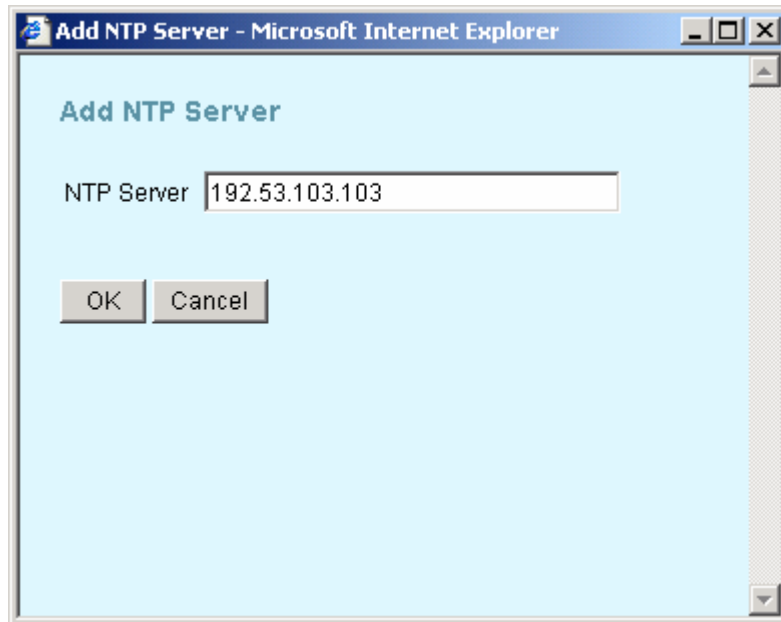 Add NTP Server - Microsoft Internet Explorer
Add NTP Server
NTP Server 192.53.103.103
OK Cancel